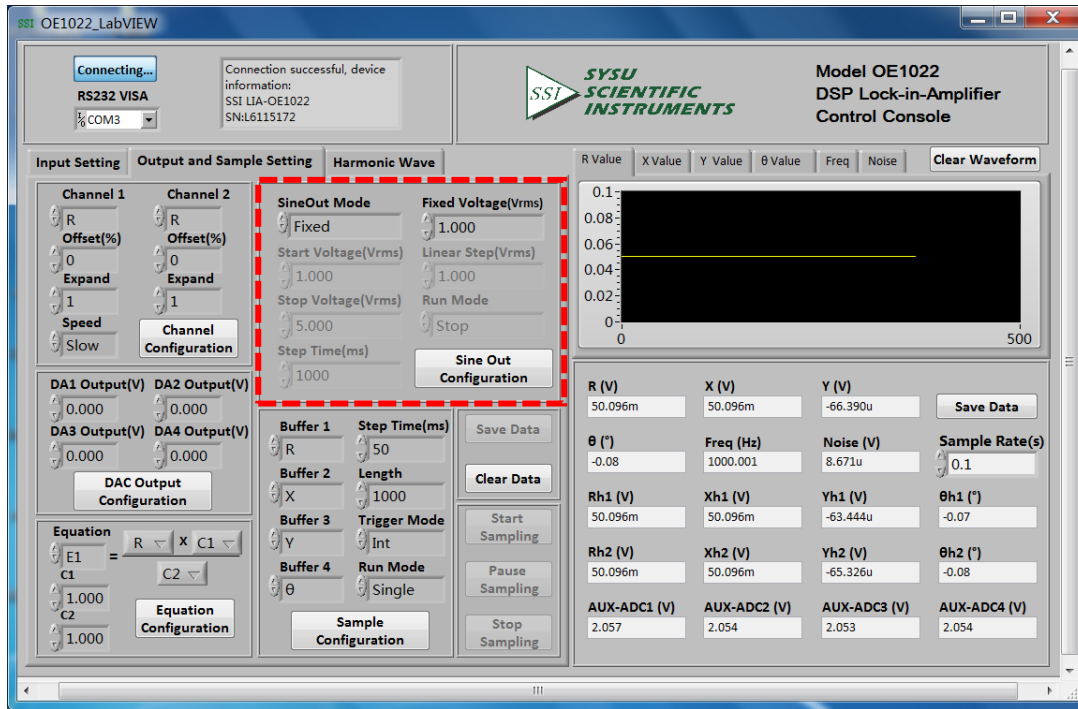 SSI OE1022_LabVIEW
Connecting...
RS232 VISA
COM3
Connection successful, device
information:
SSI LIA-OE1022
SN:L6115172
SSI
SYSU
SCIENTIFIC
INSTRUMENTS
Model OE1022
DSP Lock-in-Amplifier
Control Console
Input Setting Output and Sample Setting Harmonic Wave
Channel 1 Channel 2
R R
Offset(%) Offset(%)
0 0
Expand Expand
1 1
Speed
Slow
Channel
Configuration
SineOut Mode Fixed Voltage(Vrms)
Fixed 1.000
Start Voltage(Vrms) Linear Step(Vrms)
1.000 1.000
Stop Voltage(Vrms) Run Mode
5.000 Stop
Step Time(ms)
1000
Sine Out
Configuration
DA1 Output(V) DA2 Output(V)
0.000 0.000
DA3 Output(V) DA4 Output(V)
0.000 0.000
DAC Output
Configuration
Equation
E1 = R X C1
C2
C1
1.000
C2
1.000
Equation
Configuration
Buffer 1 Step Time(ms)
R 50
Buffer 2 Length
X 1000
Buffer 3 Trigger Mode
Y Int
Buffer 4 Run Mode
θ Single
Sample
Configuration
Save Data
Clear Data
Start
Sampling
Pause
Sampling
Stop
Sampling
R Value X Value Y Value θ Value Freq Noise Clear Waveform
0.1
0.08
0.06
0.04
0.02
0
0 500
R (V) X (V) Y (V)
50.096m 50.096m -66.390u Save Data
θ (°) Freq (Hz) Noise (V) Sample Rate(s)
-0.08 1000.001 8.671u 0.1
Rh1 (V) Xh1 (V) Yh1 (V) θh1 (°)
50.096m 50.096m -63.444u -0.07
Rh2 (V) Xh2 (V) Yh2 (V) θh2 (°)
50.096m 50.096m -65.326u -0.08
AUX-ADC1 (V) AUX-ADC2 (V) AUX-ADC3 (V) AUX-ADC4 (V)
2.057 2.054 2.053 2.054